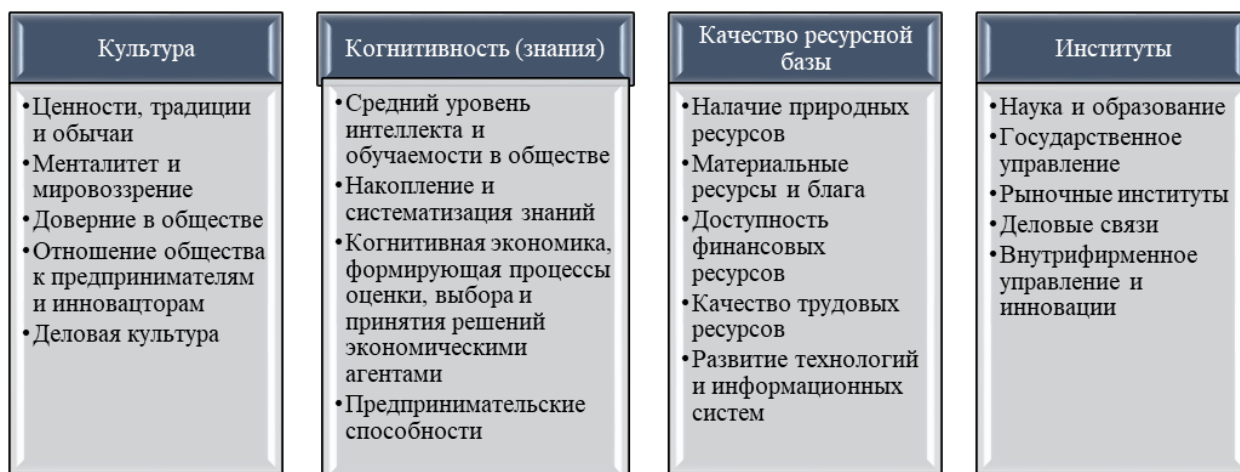 Культура
•Ценности, традиции
и обычаи
•Менталитет и
мировоззрение
•Доверние в обществе
•Отношение общества
к предпринимателям
и инновацторам
•Деловая культура
Когнитивность (знания)
•Средний уровень
интеллекта и
обучаемости в обществе
•Накопление и
систематизация знаний
•Когнитивная экономика,
формирующая процессы
оценки, выбора и
принятия решений
экономическими
агентами
•Предпринимательские
способности
Качество ресурсной
базы
•Налачие природных
ресурсов
•Материальные
ресурсы и блага
•Доступность
финансовых
ресурсов
•Качество трудовых
ресурсов
•Развитие технологий
и информационных
систем
Институты
•Наука и образование
•Государственное
управление
•Рыночные институты
•Деловые связи
•Внутрифирменное
управление и
инновации